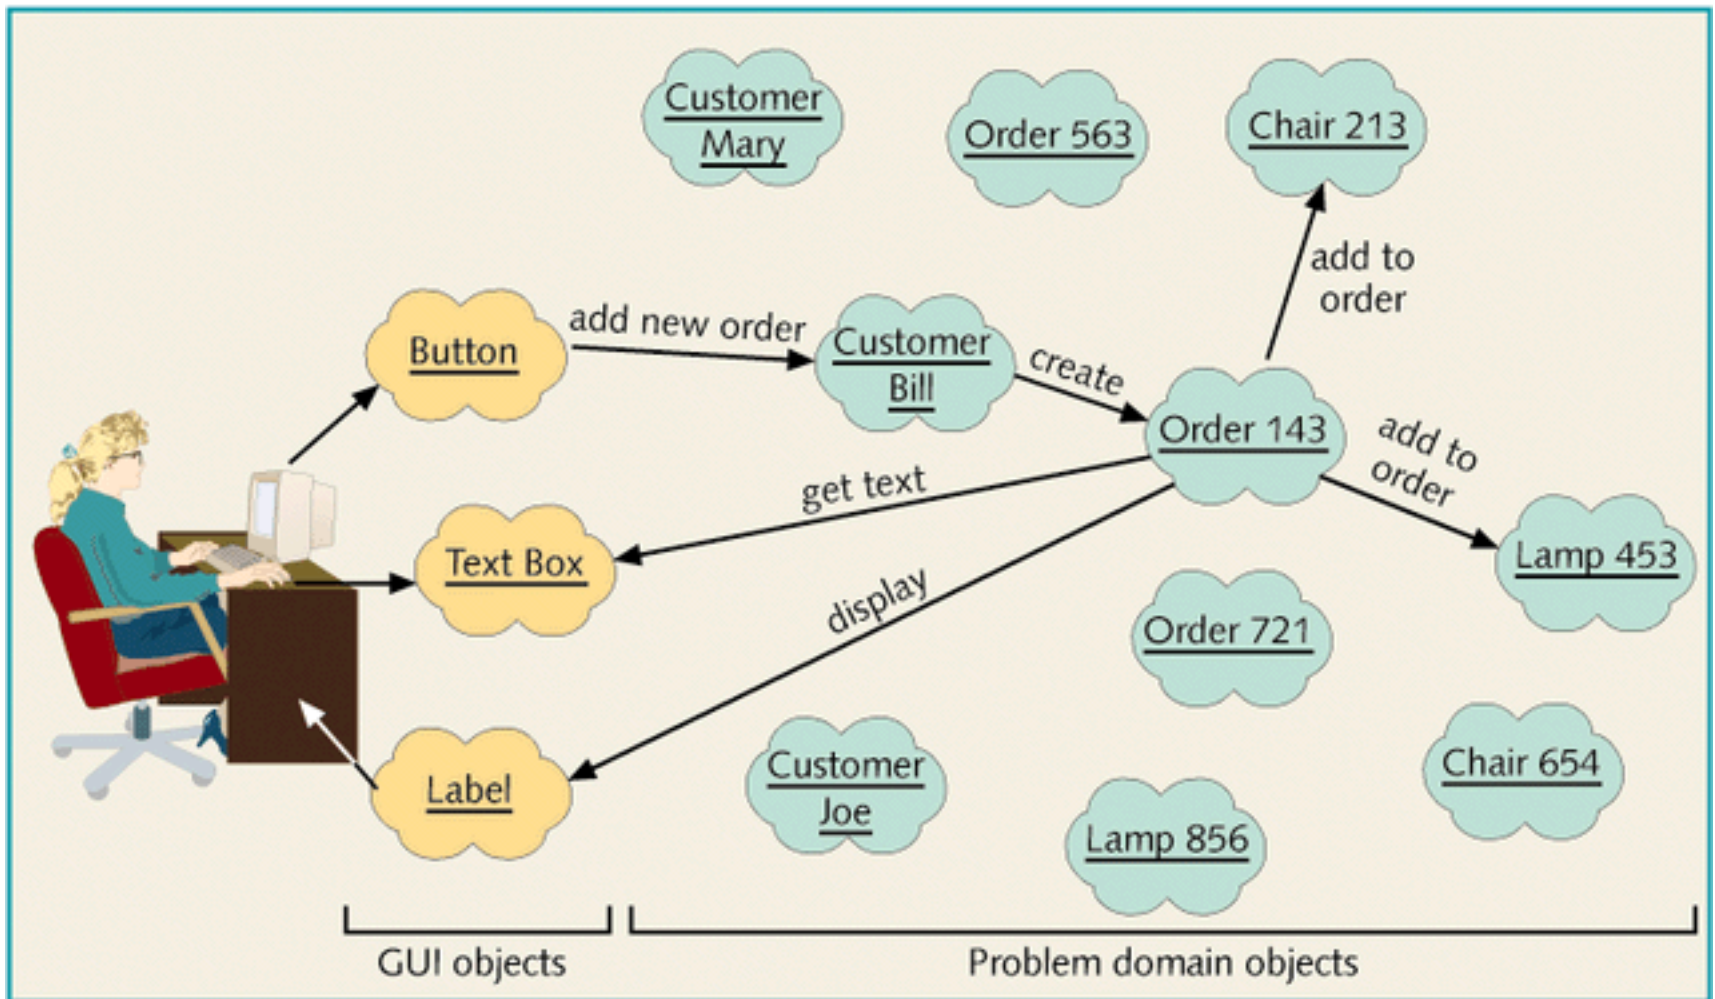 Customer
Mary
Order 563
Chair 213
add to
order
Button
add new order
Customer
Bill
create
Order 143
add to
order
get text
Text Box
Lamp 453
display
Order 721
Label
Customer
Joe
Lamp 856
Chair 654
GUI objects
Problem domain objects